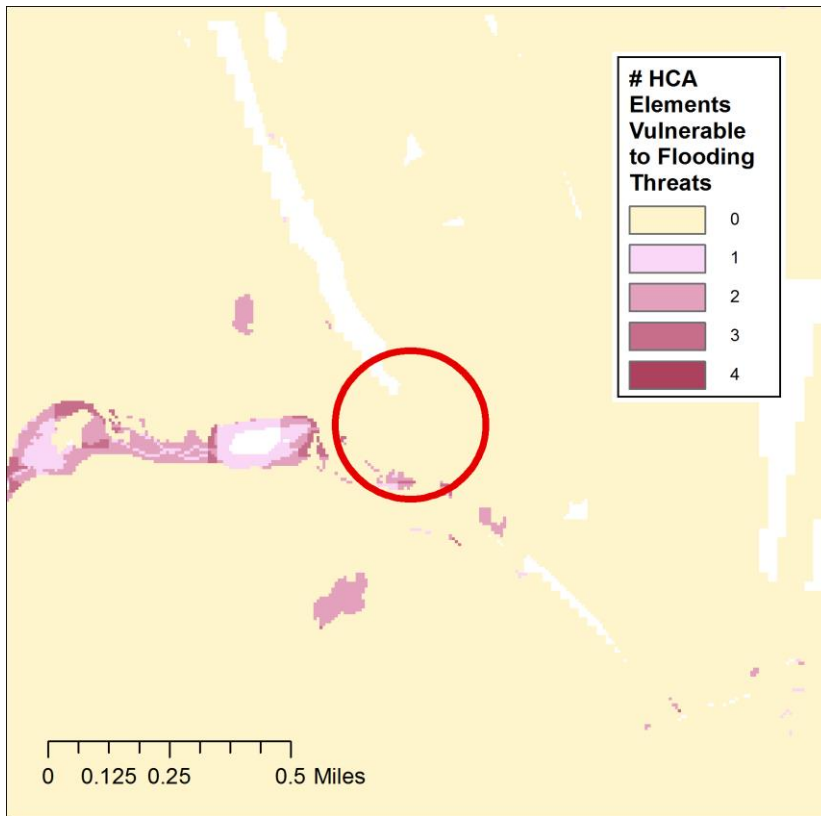 # HCA
Elements
Vulnerable
to Flooding
Threats
0
1
2
3
4
0 0.125 0.25 0.5 Miles